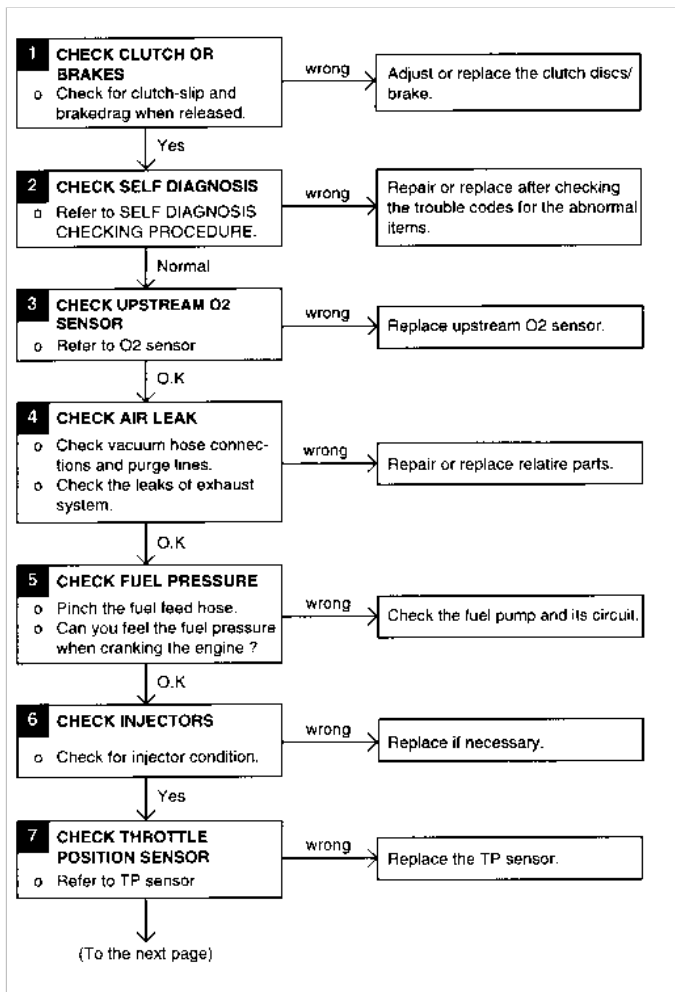 1 CHECK CLUTCH OR
BRAKES
o Check for clutch-slip and
brakedrag when released.
wrong
Adjust or replace the clutch discs/
brake.
Yes
2 CHECK SELF DIAGNOSIS
o Refer to SELF DIAGNOSIS
CHECKING PROCEDURE.
wrong
Repair or replace after checking
the trouble codes for the abnormal
items.
Normal
3 CHECK UPSTREAM O2
SENSOR
o Refer to O2 sensor
wrong
Replace upstream O2 sensor.
O.K
4 CHECK AIR LEAK
o Check vacuum hose connec-
tions and purge lines.
o Check the leaks of exhaust
system.
wrong
Repair or replace relatire parts.
O.K
5 CHECK FUEL PRESSURE
o Pinch the fuel feed hose.
o Can you feel the fuel pressure
when cranking the engine ?
wrong
Check the fuel pump and its circuit.
O.K
6 CHECK INJECTORS
o Check for injector condition.
wrong
Replace if necessary.
Yes
7 CHECK THROTTLE
POSITION SENSOR
o Refer to TP sensor
wrong
Replace the TP sensor.
(To the next page)